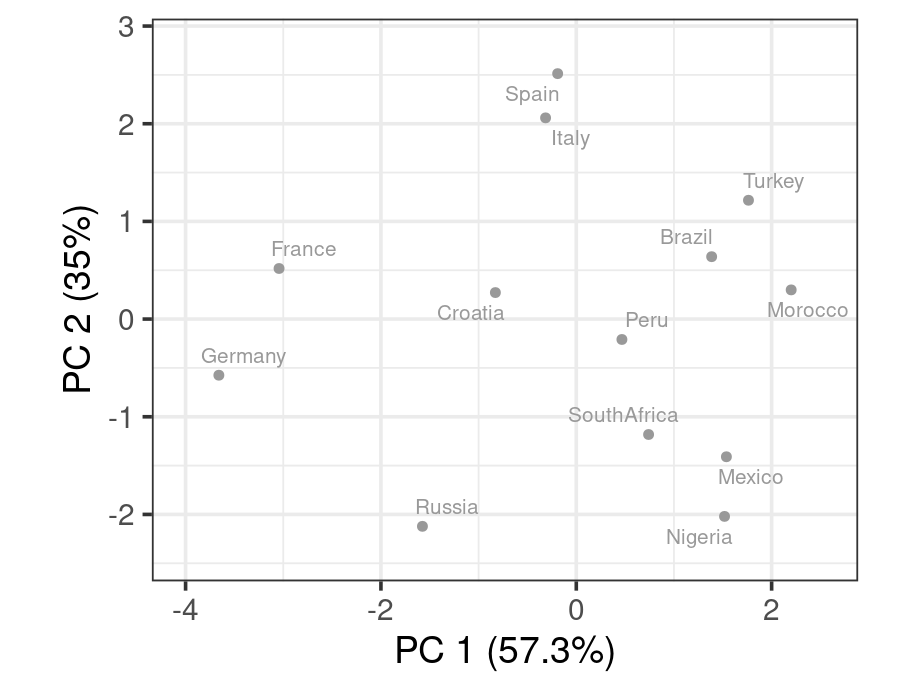 3
Spain
2
Italy
Turkey
1
Brazil
France
PC 2 (35%)
0
Croatia
Peru
Morocco
Germany
-1
SouthAfrica
Mexico
-2
Russia
Nigeria
-4 -2 0 2
PC 1 (57.3%)